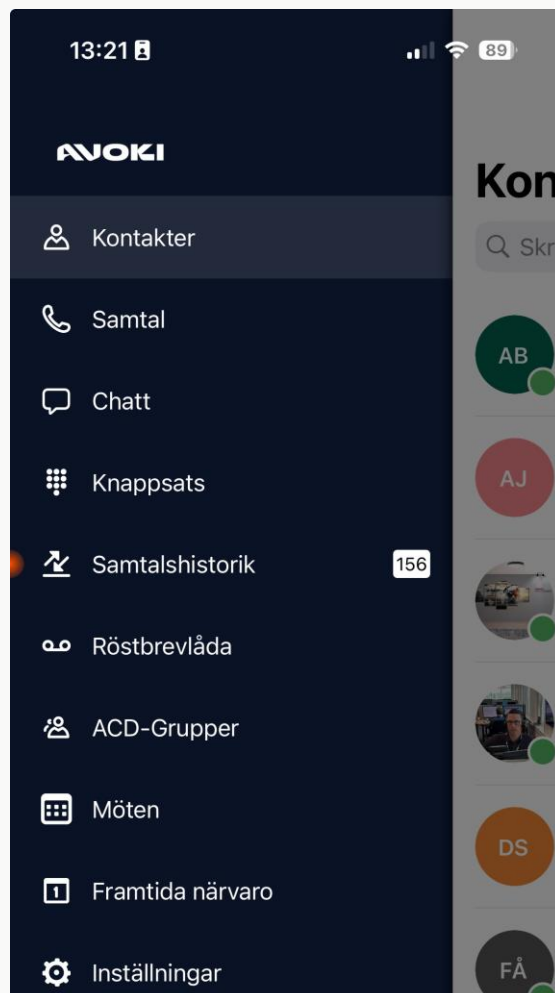 13:21
89
AVOKI
Kon
Kontakter
Skr
Samtal
AB
Chatt
AJ
Knappsats
Samtalshistorik 156
Röstbrevlåda
ACD-Grupper
Möten
DS
1 Framtida närvaro
FÅ
Inställningar